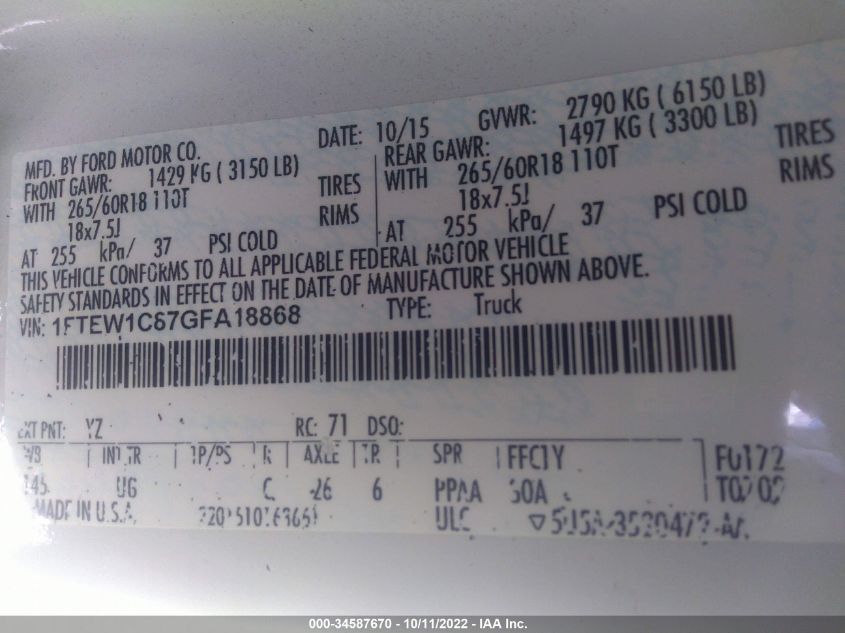 MFD. BY FORD MOTOR CO. DATE: 10/15 GVWR: 2790 KG ( 6150 LB)
FRONT GAWR: 1429 KG ( 3150 LB) REAR GAWR: 1497 KG ( 3300 LB)
WITH 265/60R18 110T TIRES WITH 265/60R18 110T TIRES
18x7.5J RIMS 18x7.5J RIMS
AT 255 kPa/ 37 PSI COLD AT 255 kPa/ 37 PSI COLD
THIS VEHICLE CONFORMS TO ALL APPLICABLE FEDERAL MOTOR VEHICLE
SAFETY STANDARDS IN EFFECT ON THE DATE OF MANUFACTURE SHOWN ABOVE.
VIN: TYPE: Truck
EXT PNT: YZ RC: 71 DSO:
WB INT TR TP/PS R AXLE TR SPR
145 UG 26 6 PPAA
MADE IN U.S.A. ULC
000-34587670 - 10/11/2022 - IAA Inc.